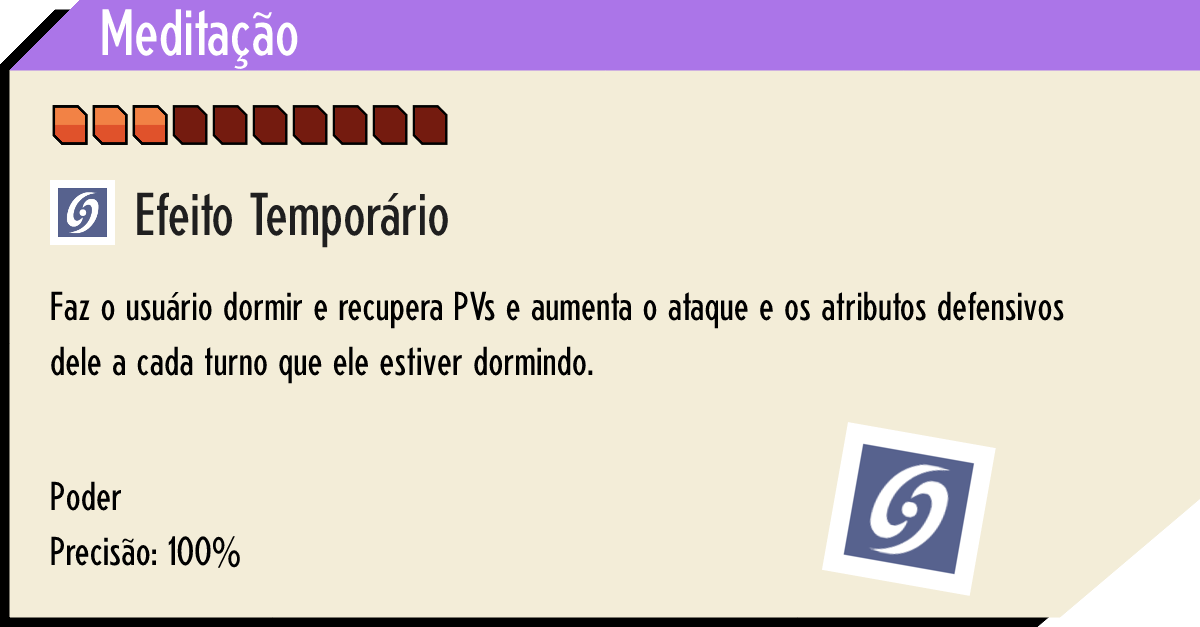 Meditação
Efeito Temporário
Faz o usuário dormir e recupera PVs e aumenta o ataque e os atributos defensivos
dele a cada turno que ele estiver dormindo.
Poder
Precisão: 100%